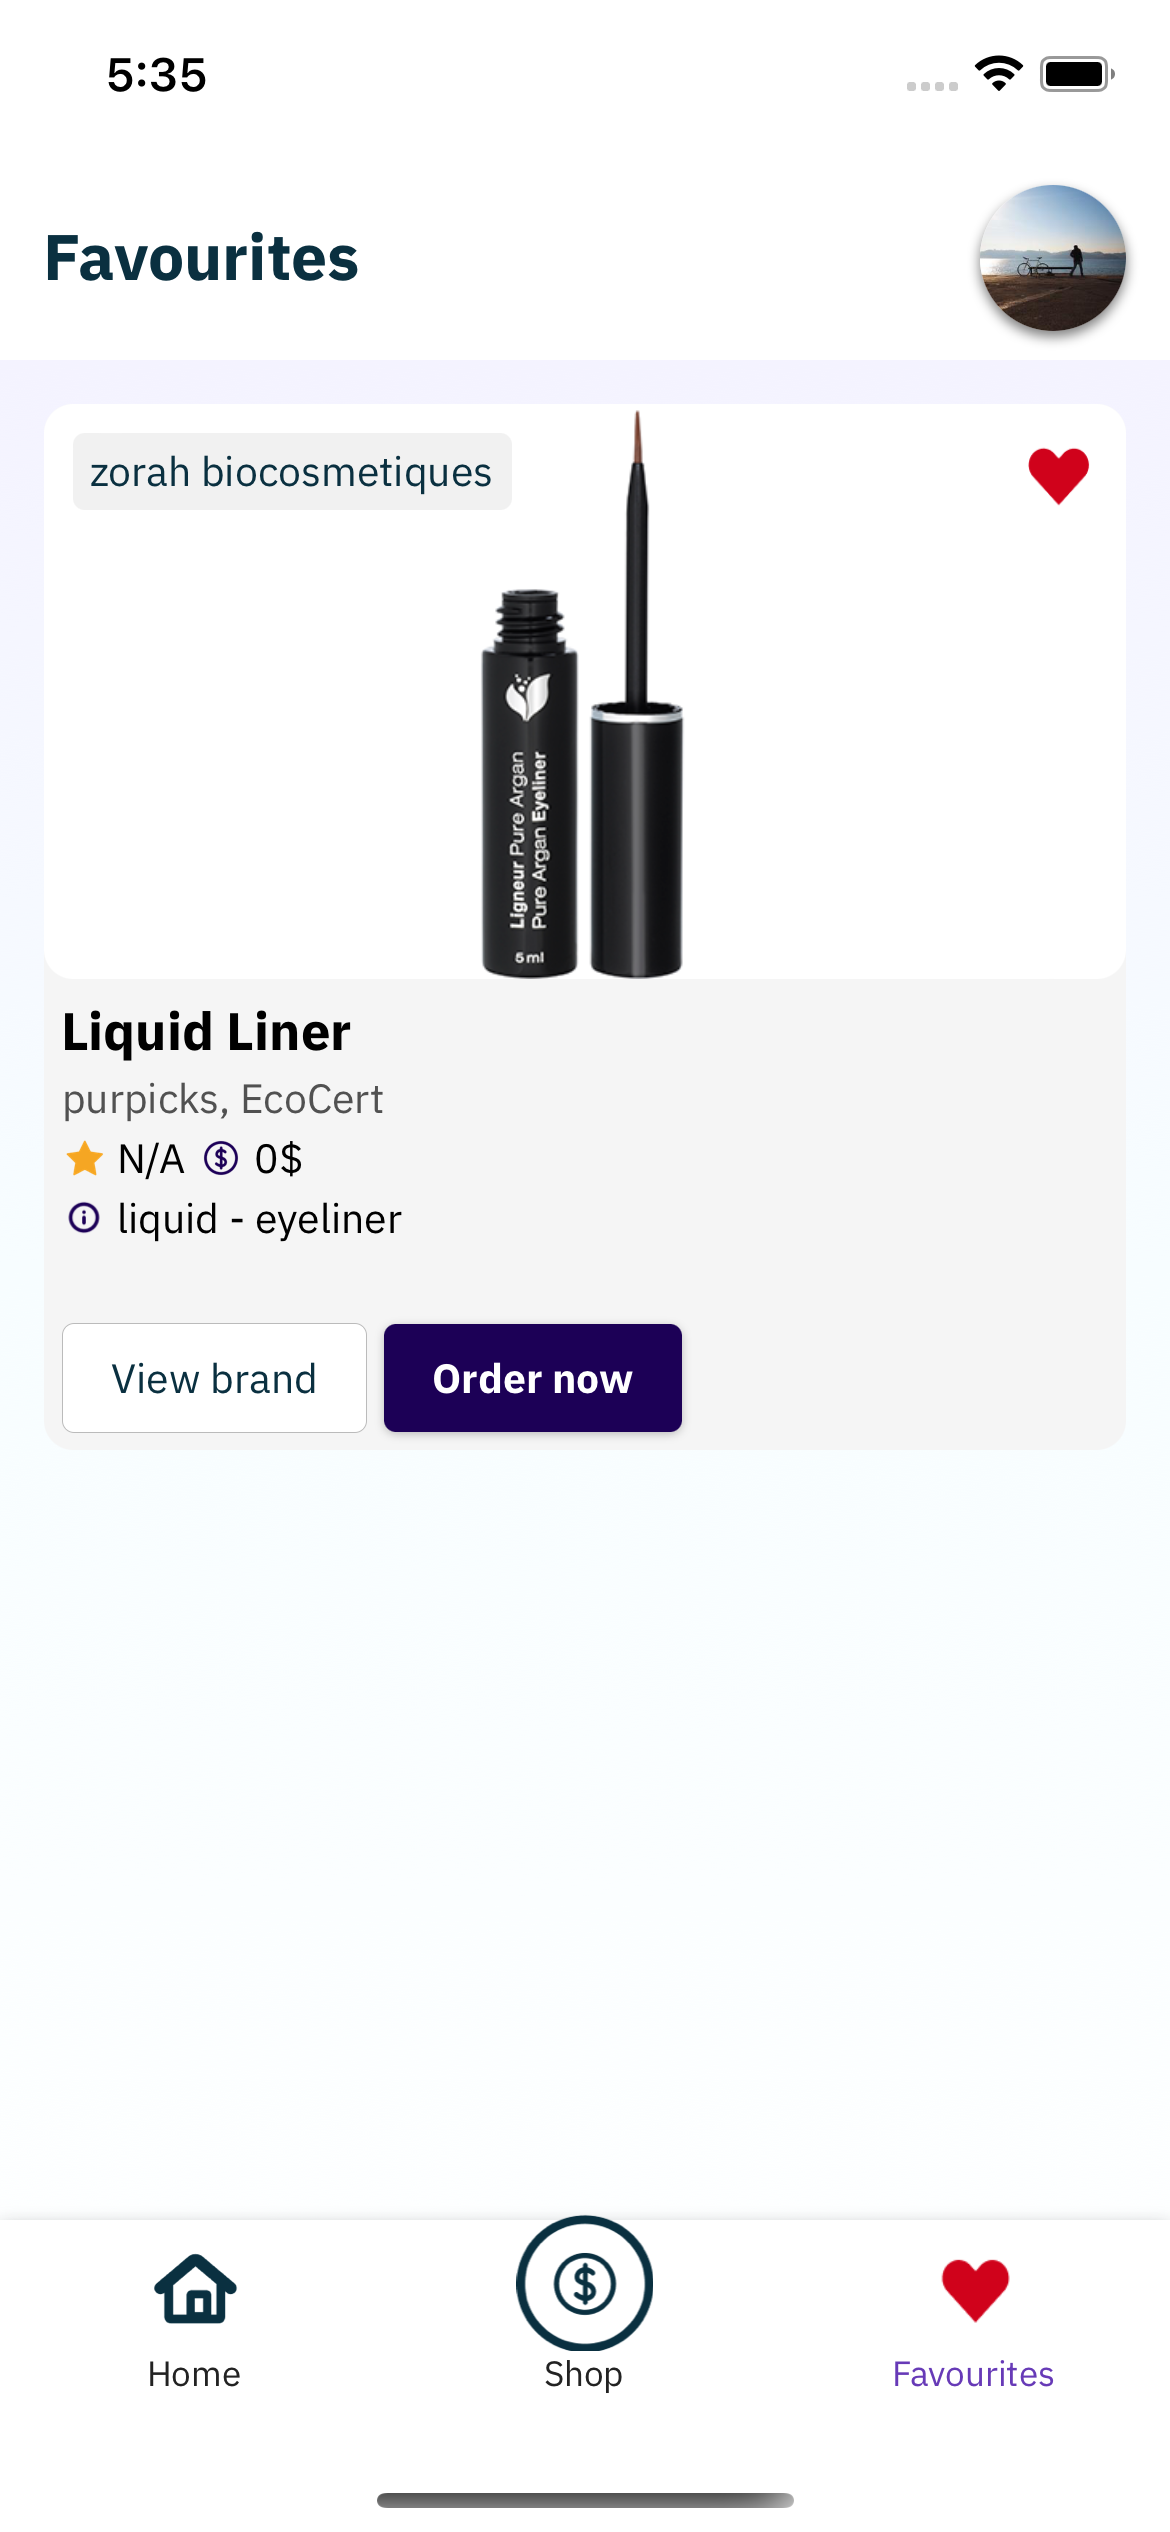 5:35
Favourites
zorah biocosmetiques
Ligneur Pure Argan
Pure Argan Eyeliner
5 ml
Liquid Liner
purpicks, EcoCert
N/A 0$
liquid - eyeliner
View brand
Order now
Home
Shop
Favourites